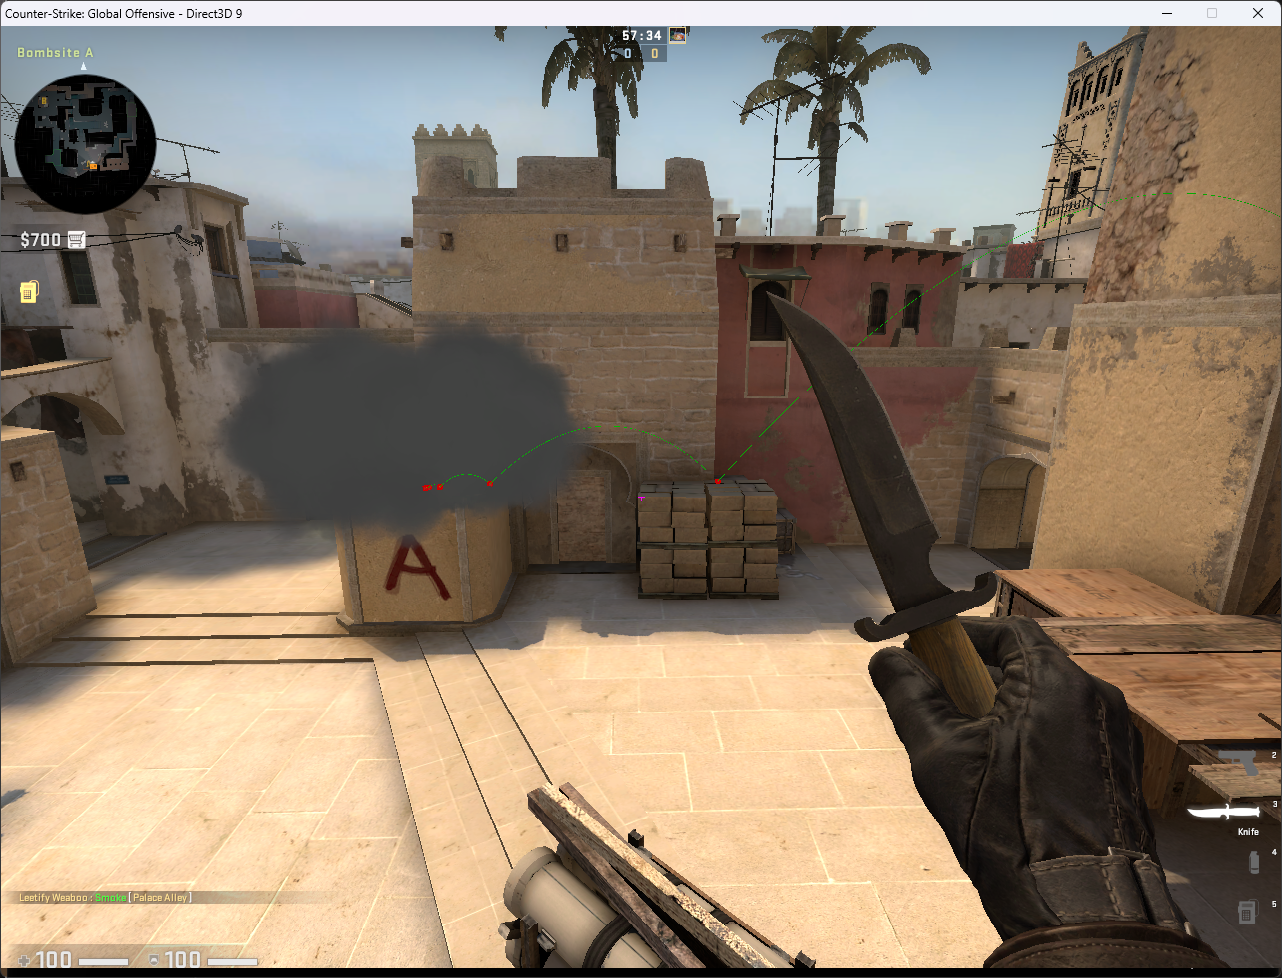 Counter-Strike: Global Offensive - Direct3D 9
Bombsite A
57:34
0 0
$700
A
2
3
Knife
4
5
Leetify Weaboo : Smoke [ Palace Alley ]
100 100